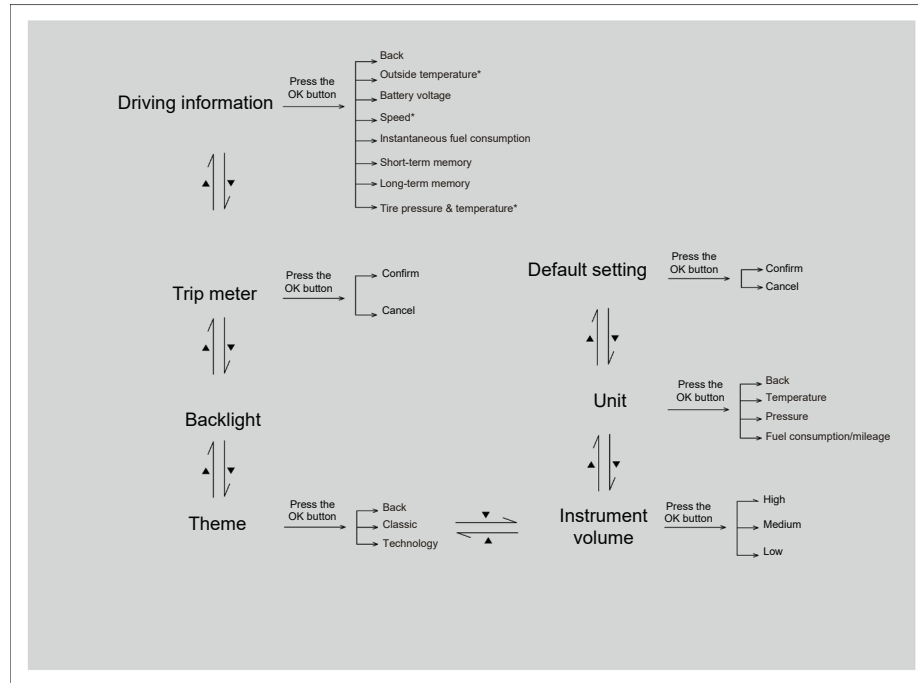 Driving information
Press the
OK button
Back
Outside temperature*
Battery voltage
Speed*
Instantaneous fuel consumption
Short-term memory
Long-term memory
Tire pressure & temperature*
▲ ▼
Trip meter
Press the
OK button
Confirm
Cancel
▲ ▼
Backlight
▲ ▼
Theme
Press the
OK button
Back
Classic
Technology
▼
▲
Default setting
Press the
OK button
Confirm
Cancel
▲ ▼
Unit
Press the
OK button
Back
Temperature
Pressure
Fuel consumption/mileage
▲ ▼
Instrument
volume
Press the
OK button
High
Medium
Low